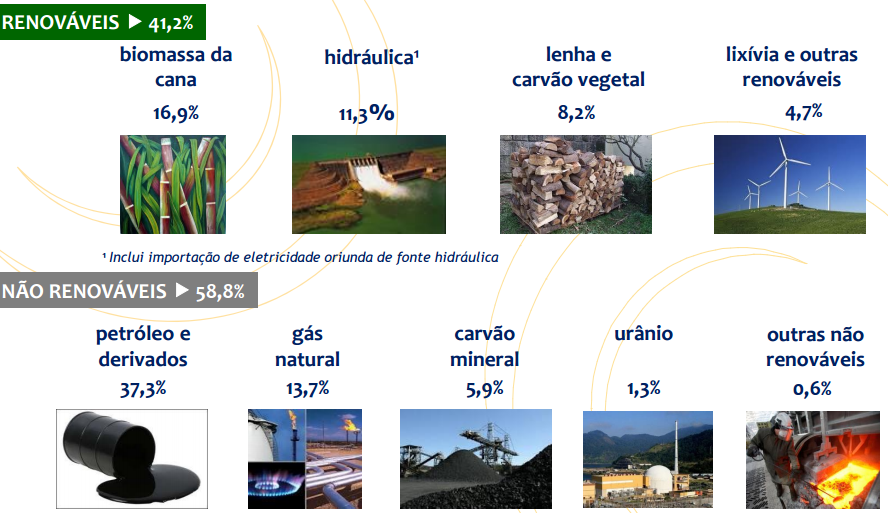 RENOVÁVEIS ▶ 41,2%
biomassa da
cana
16,9%
hidráulica¹
11,3%
lenha e
carvão vegetal
8,2%
lixívia e outras
renováveis
4,7%
¹ Inclui importação de eletricidade oriunda de fonte hidráulica
NÃO RENOVÁVEIS ▶ 58,8%
petróleo e
derivados
37,3%
gás
natural
13,7%
carvão
mineral
5,9%
urânio
1,3%
outras não
renováveis
0,6%